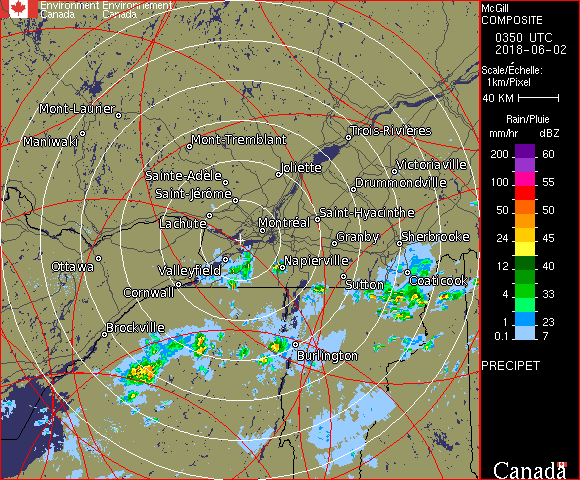 Environment Environnement
Canada Canada
McGill
COMPOSITE
0350 UTC
2018-06-02
Scale/Échelle:
1km/Pixel
40 KM
Rain/Pluie
mm/hr dBZ
200 60
100 55
50 50
24 45
12 40
4 33
1 23
0.1 7
PRECIPET
Canada
Mont-Laurier
Maniwaki
Mont-Tremblant
Trois-Rivières
Joliette
Victoriaville
Sainte-Adèle
Drummondville
Saint-Jérôme
Saint-Hyacinthe
Lachute
Montréal
Granby
Sherbrooke
Ottawa
Valleyfield
Napierville
Cornwall
Sutton
Coaticook
Brockville
Burlington